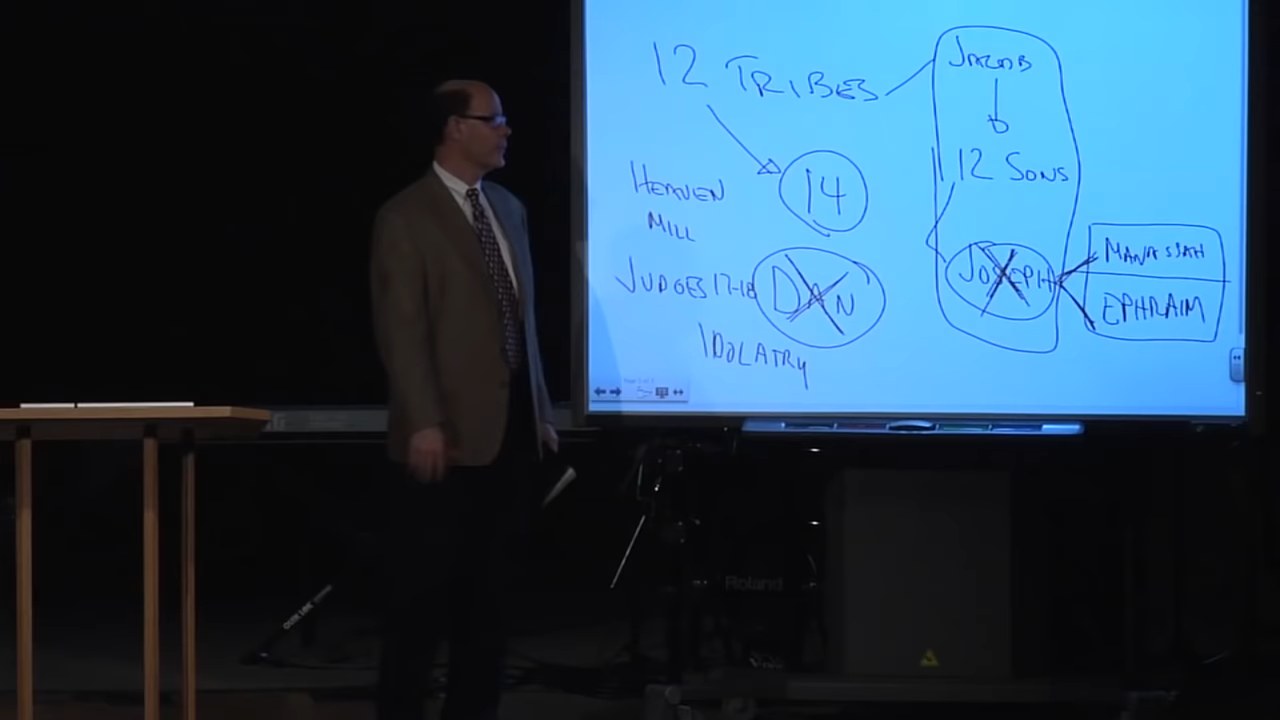 12 TRIBES
JACOB
12 SONS
14
HEAVEN
MILL
JUDGES 17-18
DAN
IDOLATRY
JOSEPH
MANASSAH
EPHRAIM
Roland